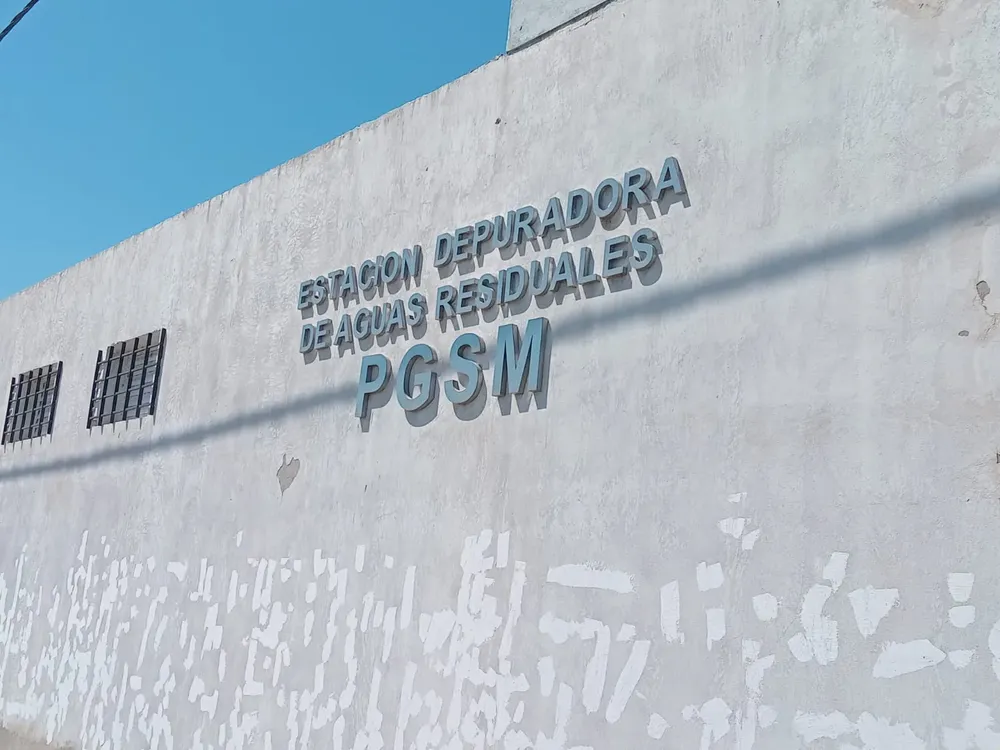 ESTACION DEPURADORA
DE AGUAS RESIDUALES
PGSM